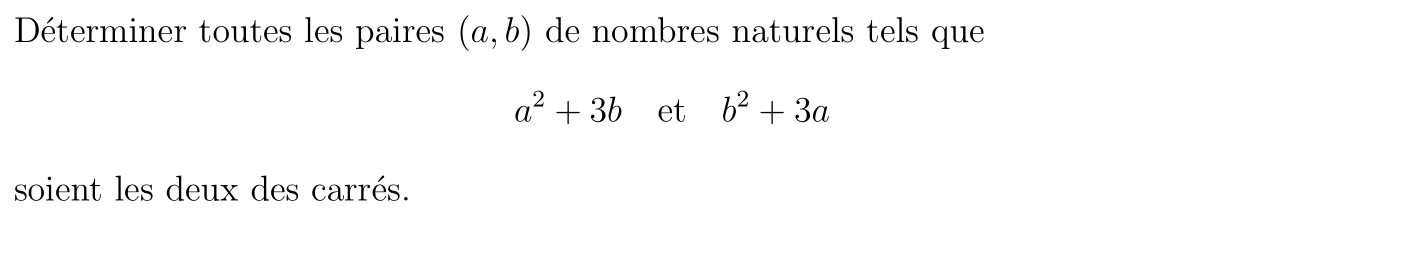 Déterminer toutes les paires (a, b) de nombres naturels tels que
a² + 3b et b² + 3a
soient les deux des carrés.